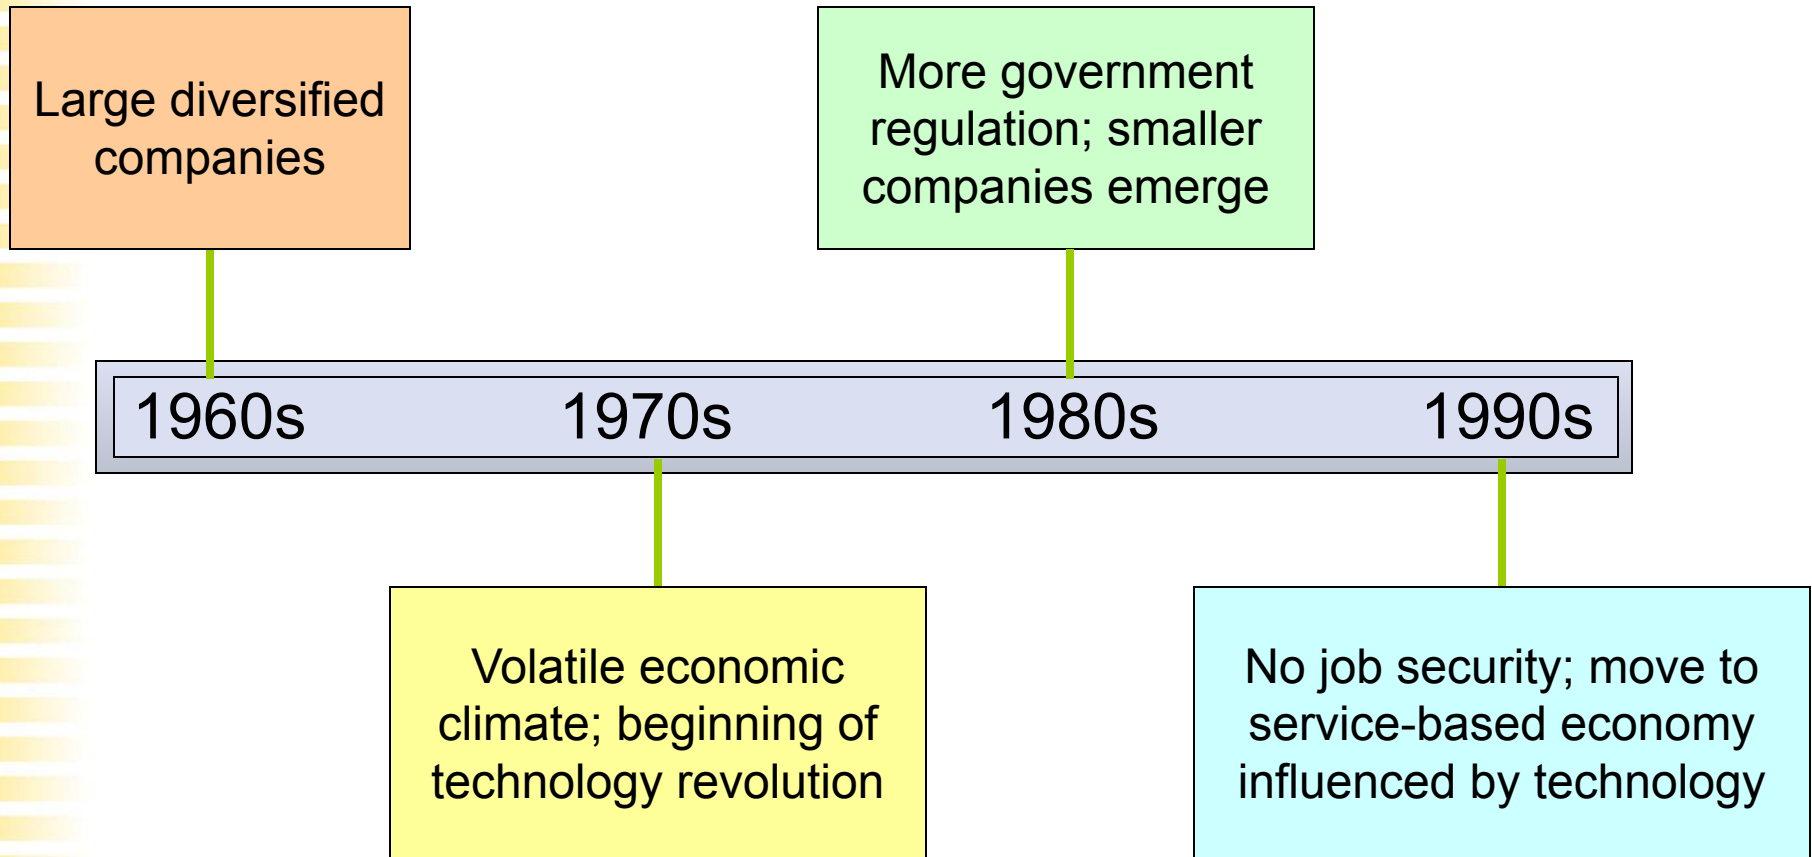 Large diversified
companies
More government
regulation; smaller
companies emerge
1960s 1970s 1980s 1990s
Volatile economic
climate; beginning of
technology revolution
No job security; move to
service-based economy
influenced by technology